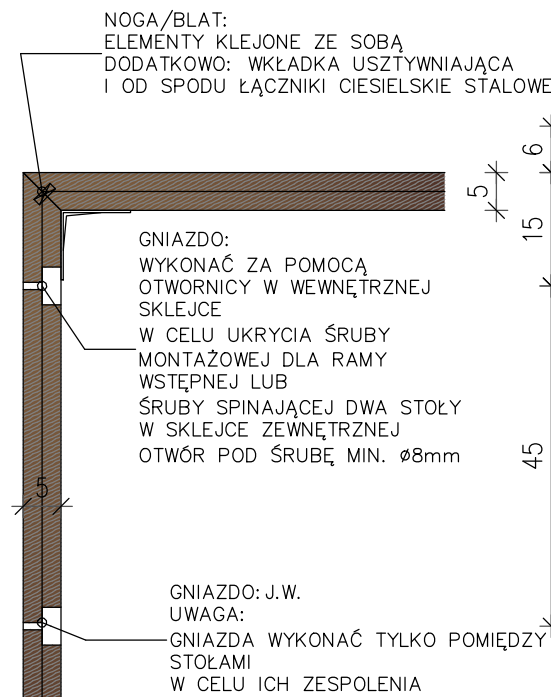 NOGA/BLAT:
ELEMENTY KLEJONE ZE SOBĄ
DODATKOWO: WKŁADKA USZTYWNIAJĄCA
I OD SPODU ŁĄCZNIKI CIESIELSKIE STALOWE
6
5
15
GNIAZDO:
WYKONAĆ ZA POMOCĄ
OTWORNICY W WEWNĘTRZNEJ
SKLEJCE
W CELU UKRYCIA ŚRUBY
MONTAŻOWEJ DLA RAMY
WSTĘPNEJ LUB
ŚRUBY SPINAJĄCEJ DWA STOŁY
W SKLEJCE ZEWNĘTRZNEJ
OTWÓR POD ŚRUBĘ MIN. Ø8mm
45
5
GNIAZDO: J.W.
UWAGA:
GNIAZDA WYKONAĆ TYLKO POMIĘDZY
STOŁAMI
W CELU ICH ZESPOLENIA